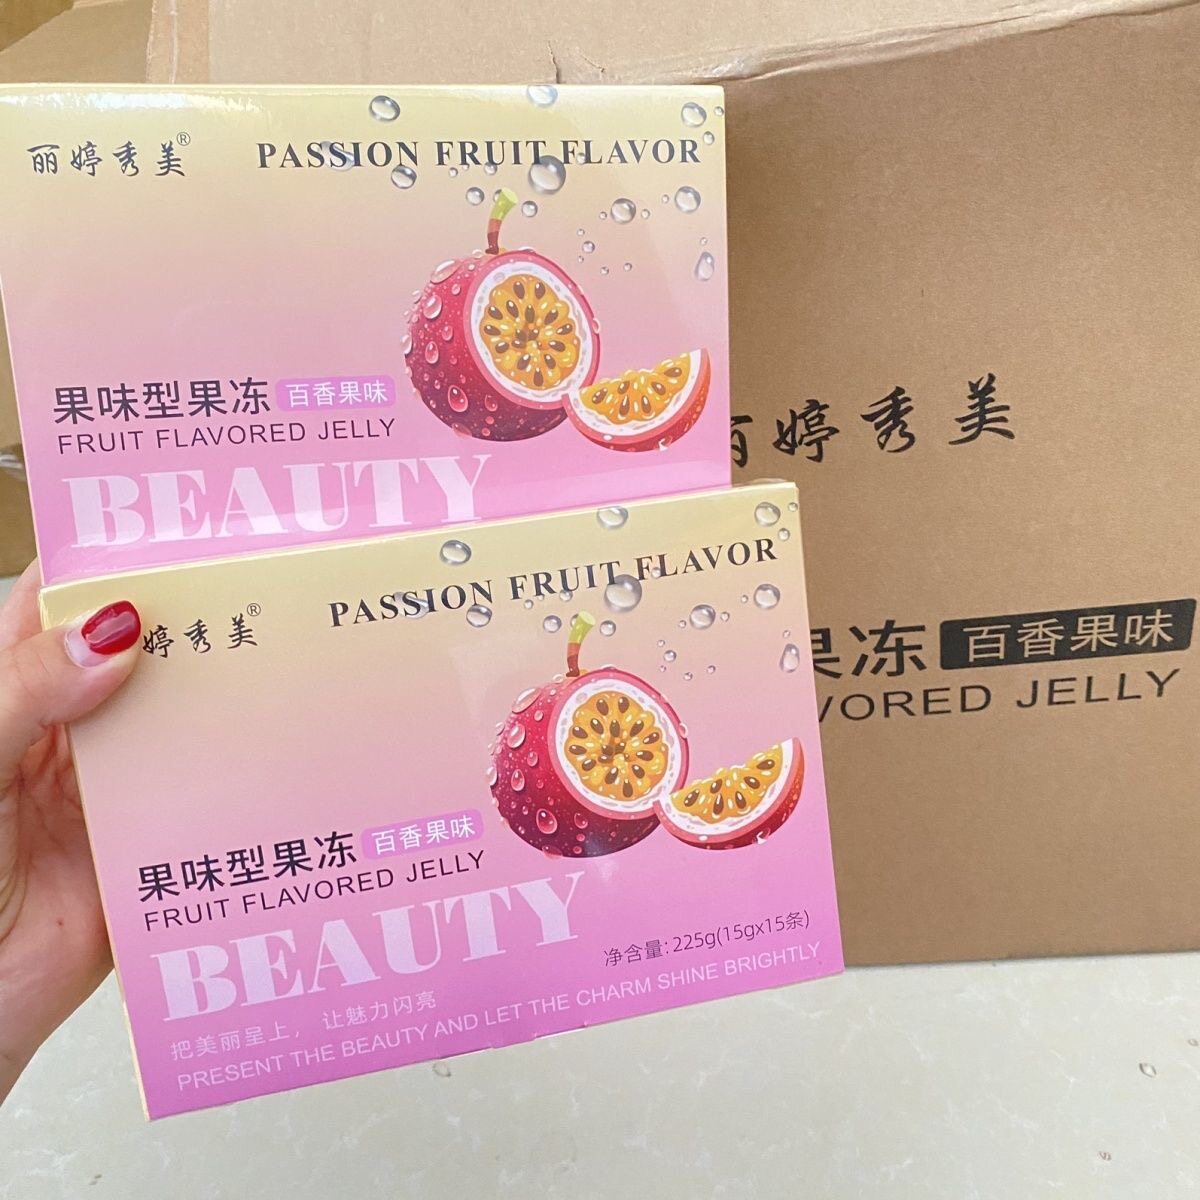 丽婷秀美®
PASSION FRUIT FLAVOR
果味型果冻 百香果味
FRUIT FLAVORED JELLY
BEAUTY
婷秀美®
PASSION FRUIT FLAVOR
果味型果冻 百香果味
FRUIT FLAVORED JELLY
BEAUTY
净含量:225g(15gx15条)
把美丽呈上，让魅力闪亮
PRESENT THE BEAUTY AND LET THE CHARM SHINE BRIGHTLY
丽婷秀美
果冻 百香果味
VORED JELLY